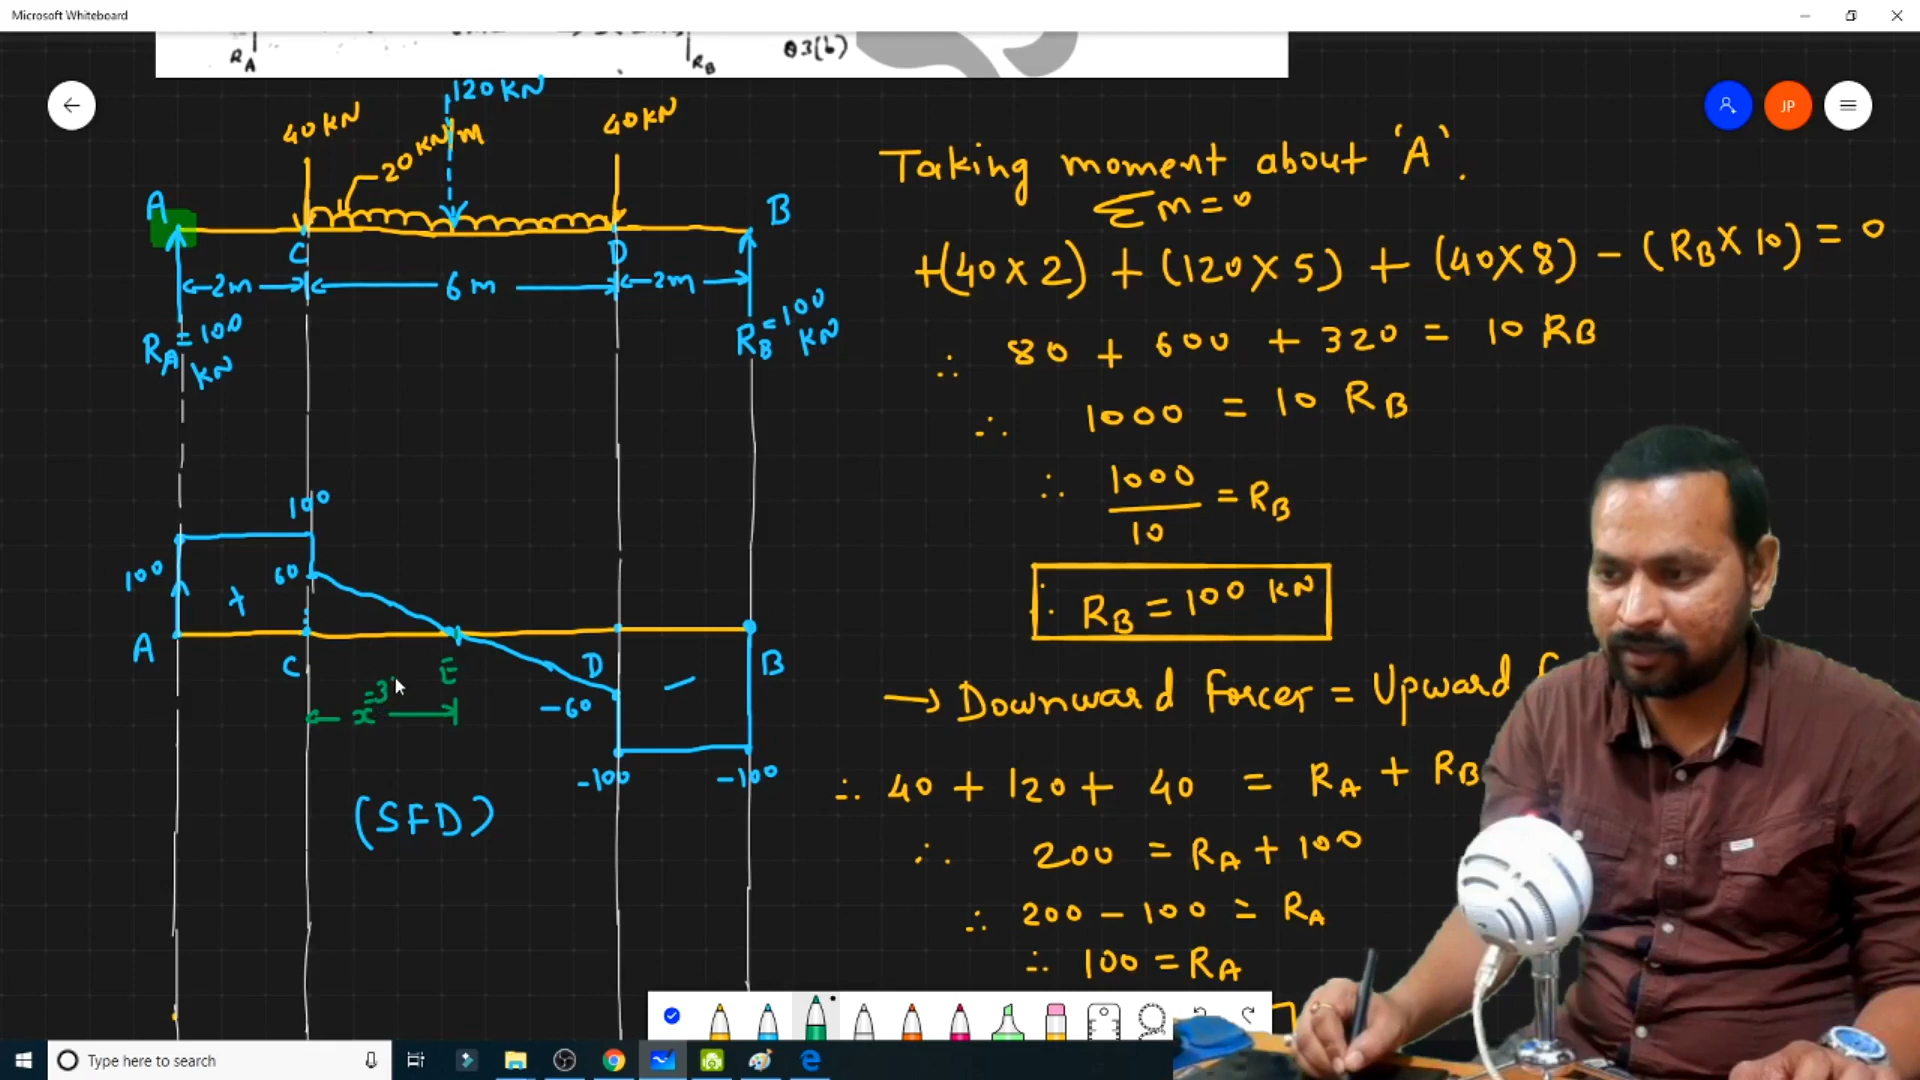 Microsoft Whiteboard
RA
RB
Q3(b)
JP
120 KN
40 KN
20 KN/m
40 KN
A
C
D
B
2m
6 m
2m
RA = 100 KN
RB = 100 KN
100
100
60
+
A
C
E
D
B
x = 3
-60
-
-100
-100
(SFD)
Taking moment about 'A'.
Σm = 0
+(40 × 2) + (120 × 5) + (40 × 8) - (RB × 10) = 0
∴ 80 + 600 + 320 = 10 RB
∴ 1000 = 10 RB
∴ 1000/10 = RB
∴ RB = 100 KN
→ Downward Forces = Upward
∴ 40 + 120 + 40 = RA + RB
∴ 200 = RA + 100
∴ 200 - 100 = RA
∴ 100 = RA
Type here to search